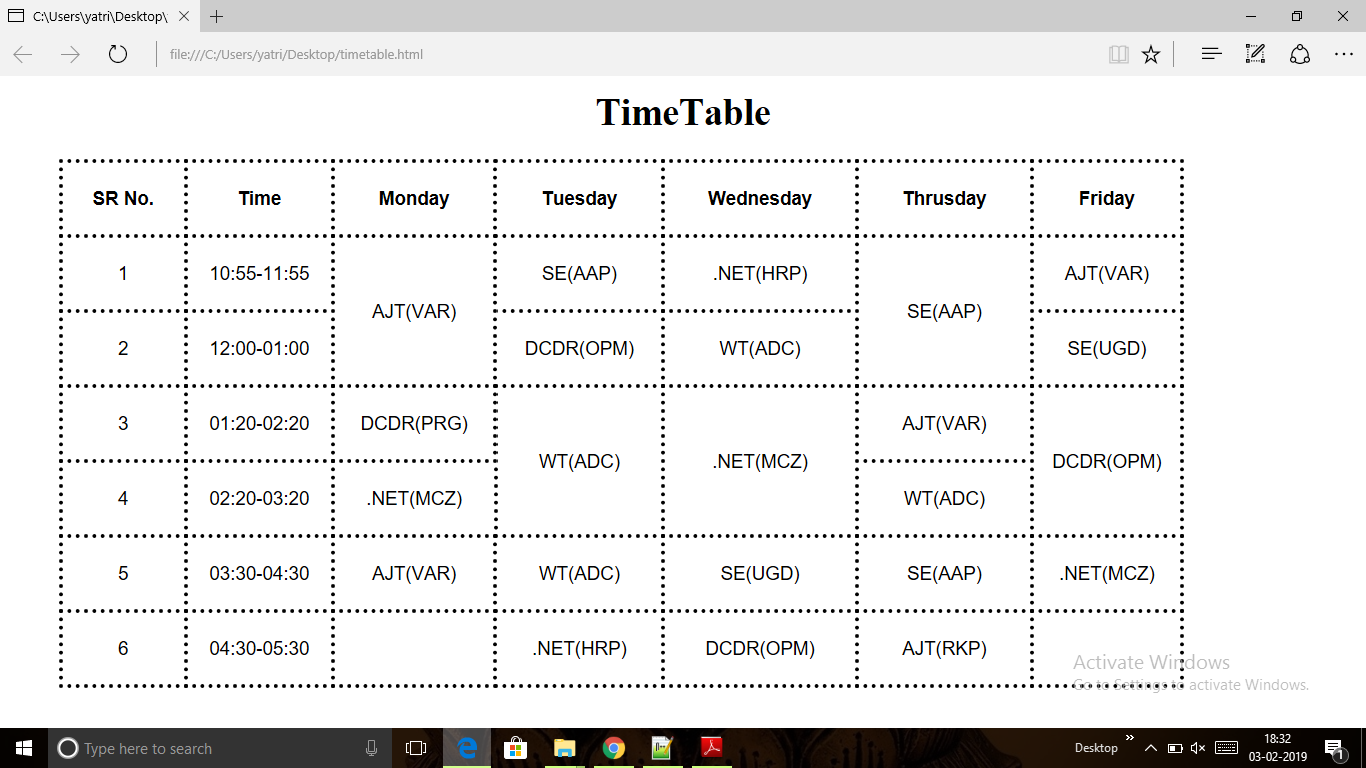 C:\Users\yatri\Desktop\
file:///C:/Users/yatri/Desktop/timetable.html
TimeTable
SR No. Time Monday Tuesday Wednesday Thrusday Friday
1 10:55-11:55 AJT(VAR) SE(AAP) .NET(HRP) SE(AAP) AJT(VAR)
2 12:00-01:00 DCDR(OPM) WT(ADC) SE(UGD)
3 01:20-02:20 DCDR(PRG) WT(ADC) .NET(MCZ) AJT(VAR) DCDR(OPM)
4 02:20-03:20 .NET(MCZ) WT(ADC)
5 03:30-04:30 AJT(VAR) WT(ADC) SE(UGD) SE(AAP) .NET(MCZ)
6 04:30-05:30 .NET(HRP) DCDR(OPM) AJT(RKP)
Activate Windows
Go to Settings to activate Windows.
Type here to search
Desktop
18:32
03-02-2019
1